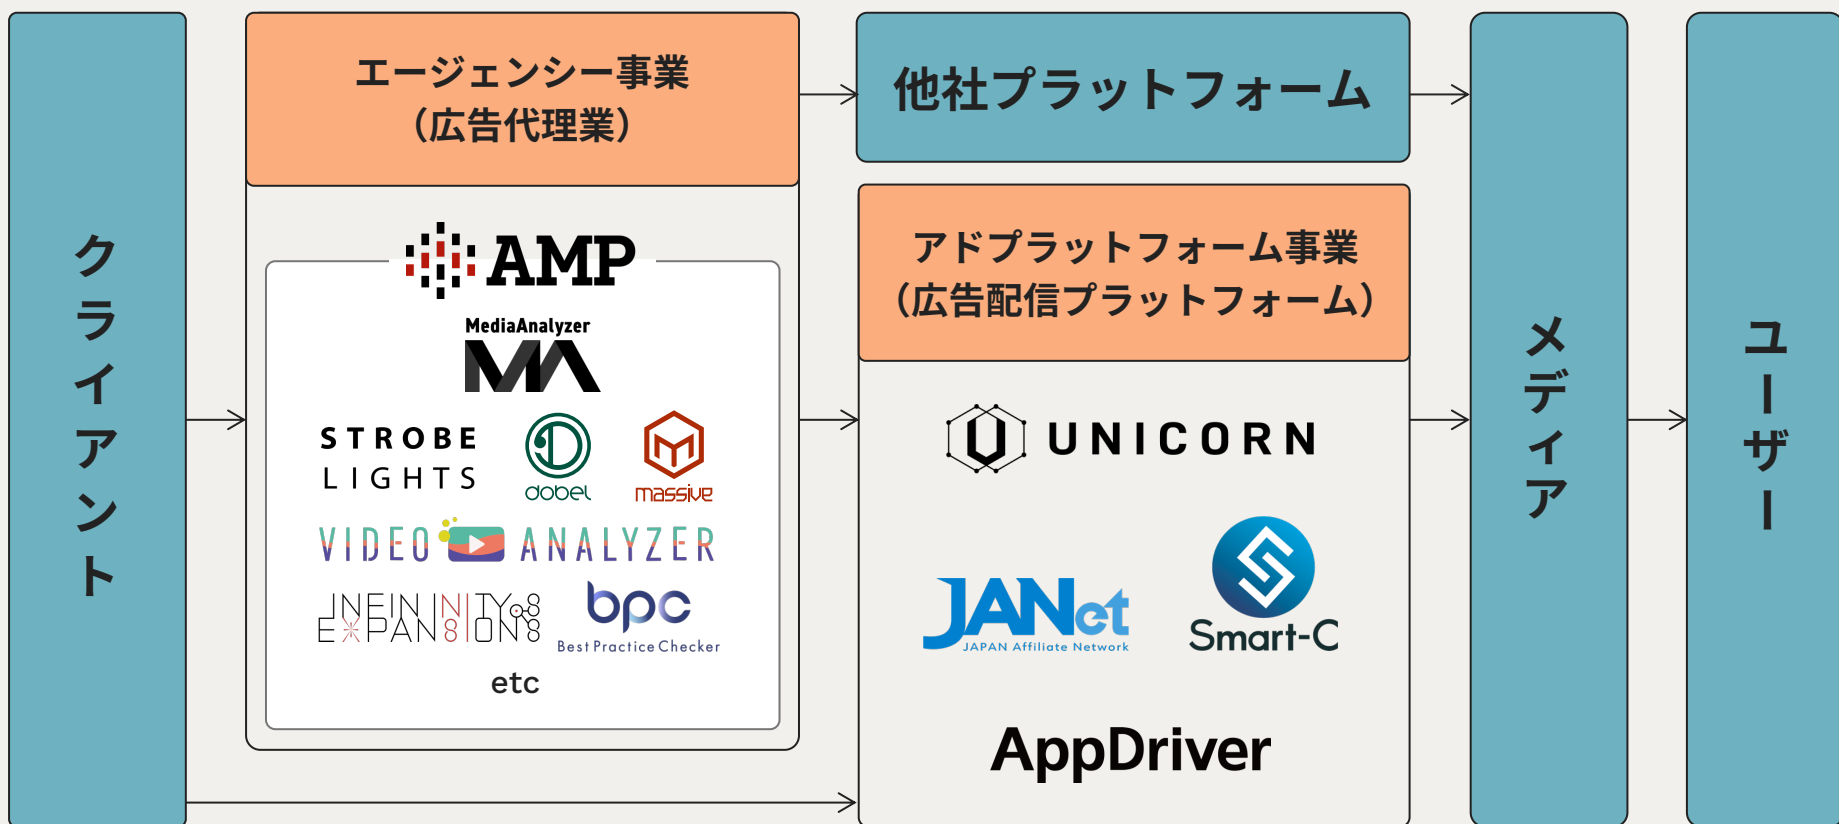 クライアント
エージェンシー事業
（広告代理業）
AMP
MediaAnalyzer
MA
STROBE
LIGHTS
dobel
massive
VIDEO ANALYZER
INFININITY
EXPAN8ION8
bpc
Best Practice Checker
etc
他社プラットフォーム
アドプラットフォーム事業
（広告配信プラットフォーム）
UNICORN
JANet
JAPAN Affiliate Network
Smart-C
AppDriver
メディア
ユーザー